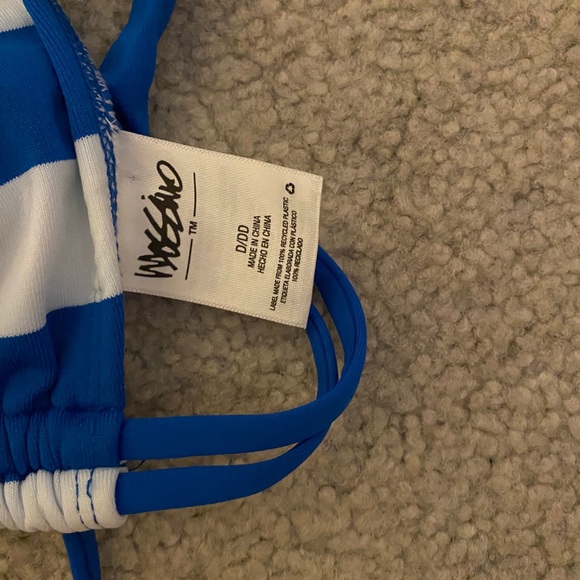 MOSSIMO
TM
D/DD
MADE IN CHINA
HECHO EN CHINA
LABEL MADE FROM 100% RECYCLED PLASTIC
ETIQUETA ELABORADA CON PLÁSTICO
100% RECICLADO